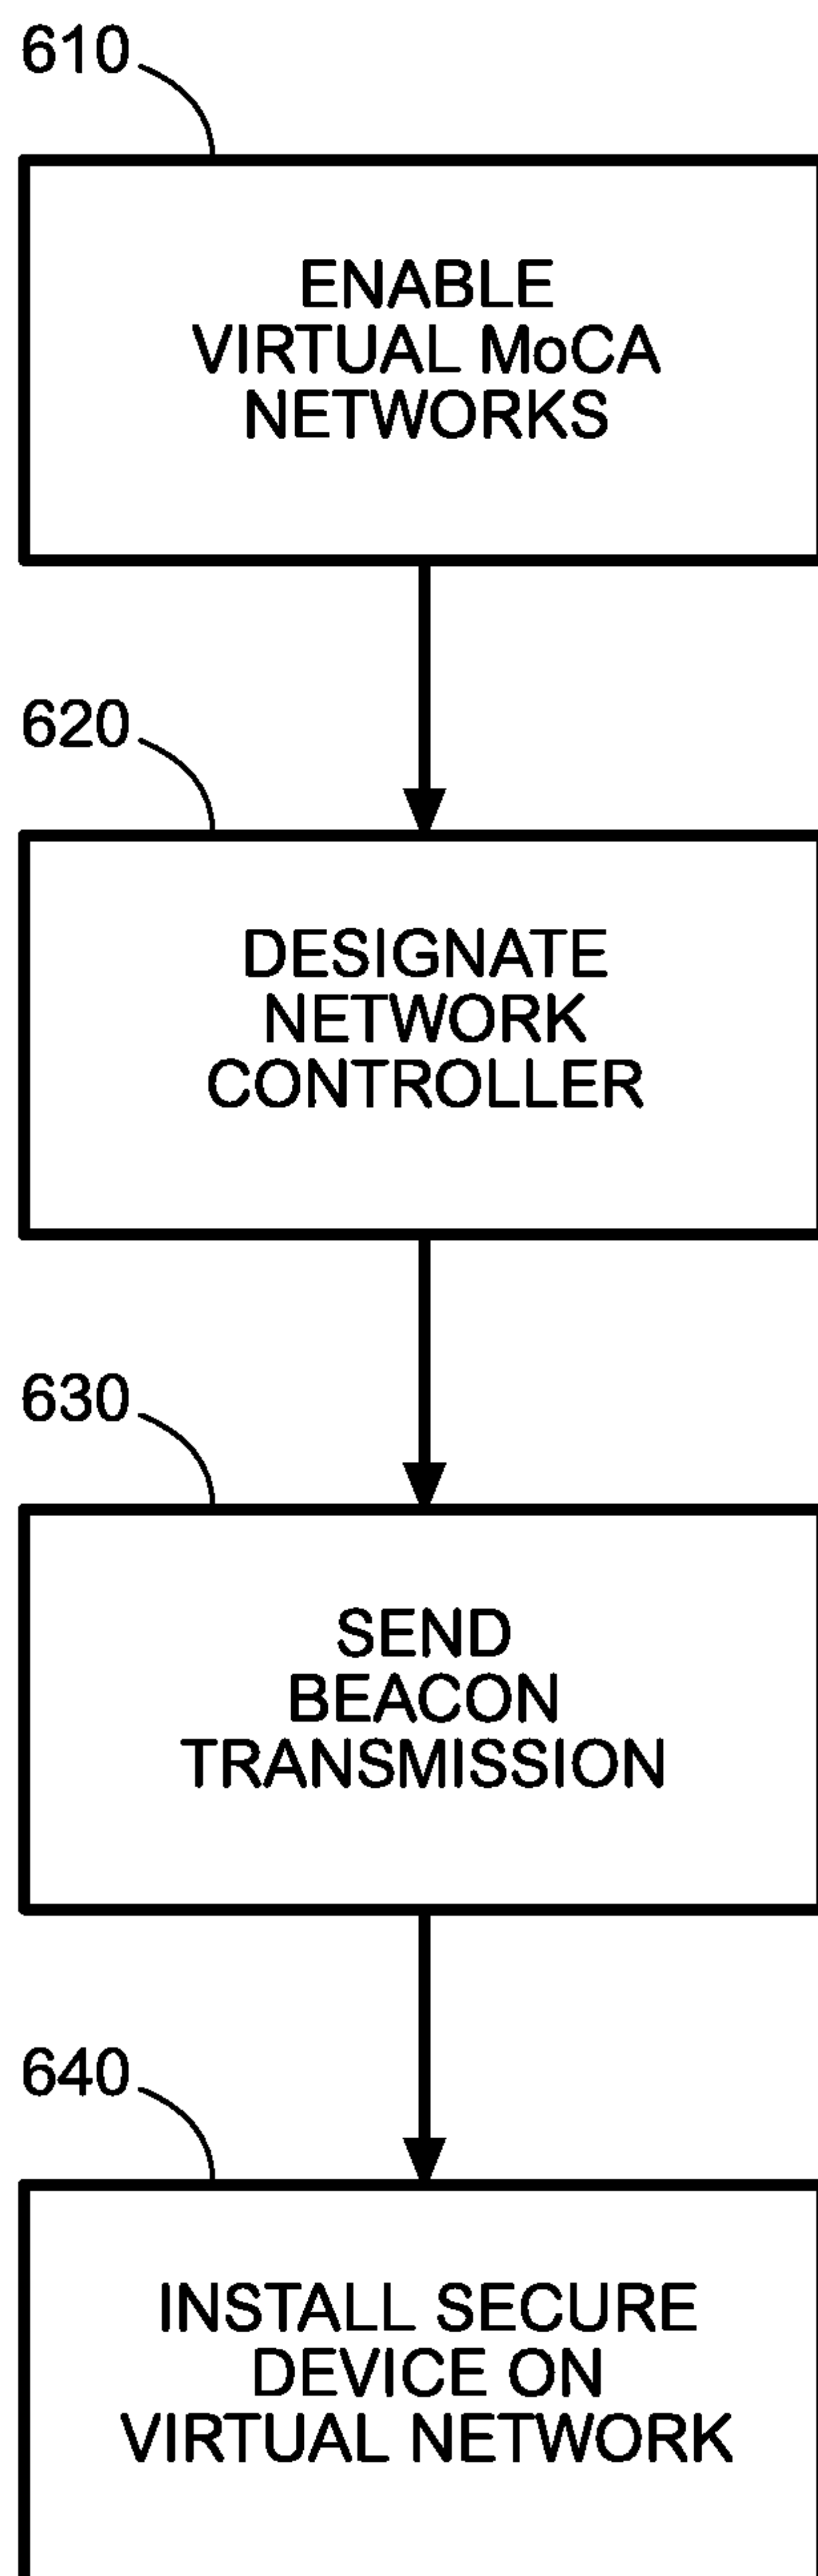 610
ENABLE
VIRTUAL MoCA
NETWORKS
620
DESIGNATE
NETWORK
CONTROLLER
630
SEND
BEACON
TRANSMISSION
640
INSTALL SECURE
DEVICE ON
VIRTUAL NETWORK